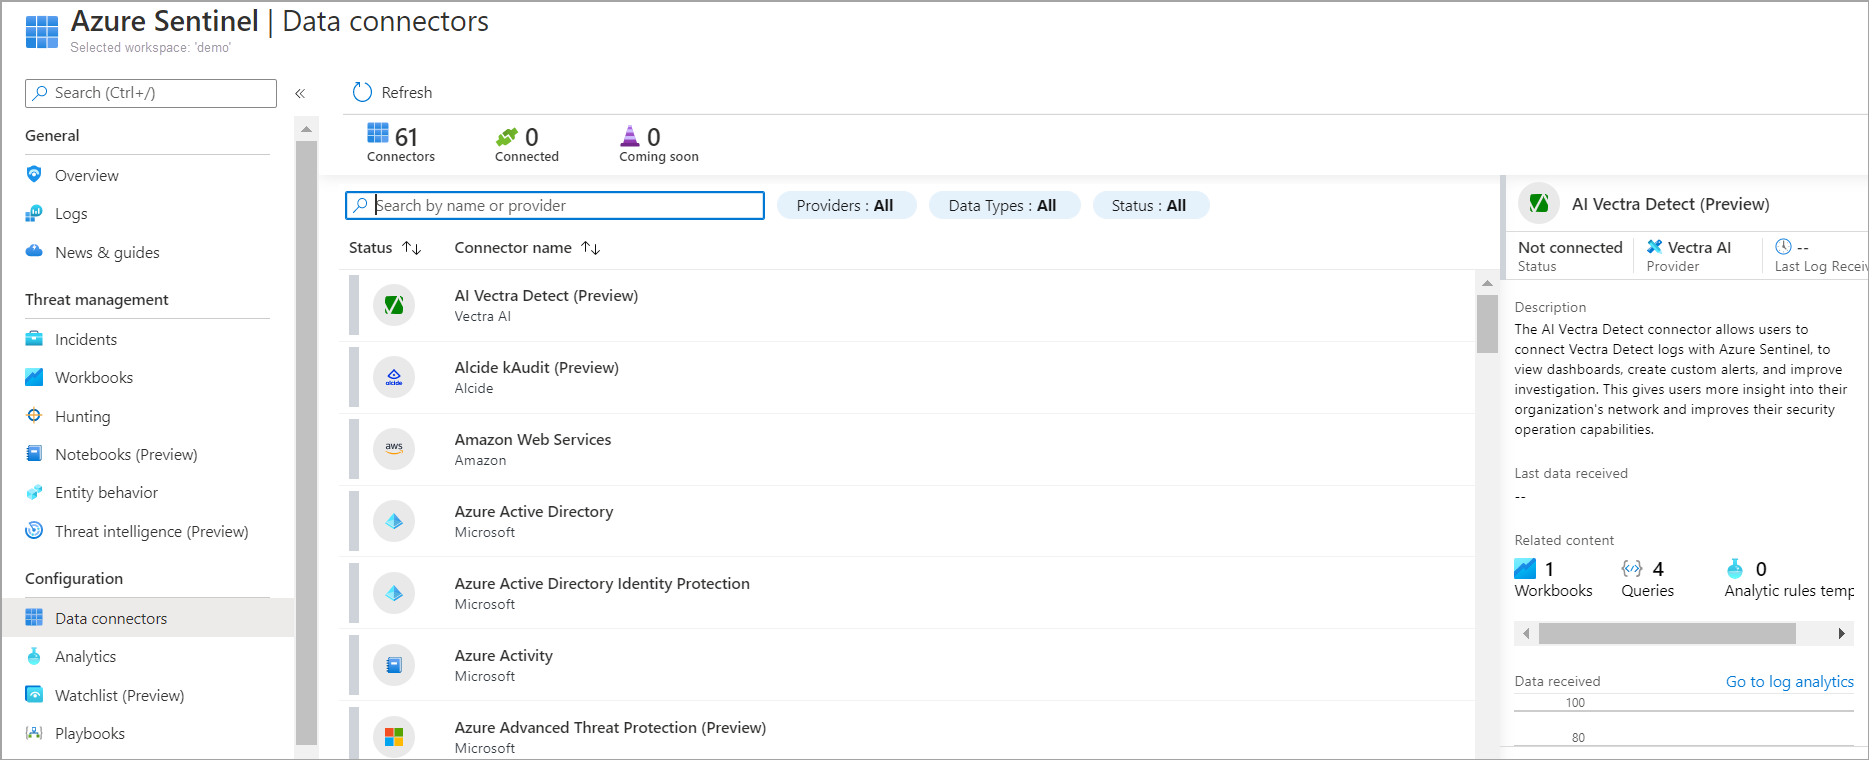 Azure Sentinel | Data connectors
Selected workspace: 'demo'
Search (Ctrl+/)
«
General
Overview
Logs
News & guides
Threat management
Incidents
Workbooks
Hunting
Notebooks (Preview)
Entity behavior
Threat intelligence (Preview)
Configuration
Data connectors
Analytics
Watchlist (Preview)
Playbooks
Refresh
61
Connectors
0
Connected
0
Coming soon
Search by name or provider
Providers : All
Data Types : All
Status : All
Status
Connector name
AI Vectra Detect (Preview)
Vectra AI
alcide
Alcide kAudit (Preview)
Alcide
aws
Amazon Web Services
Amazon
Azure Active Directory
Microsoft
Azure Active Directory Identity Protection
Microsoft
Azure Activity
Microsoft
Azure Advanced Threat Protection (Preview)
Microsoft
AI Vectra Detect (Preview)
Not connected
Status
Vectra AI
Provider
--
Last Log Recei
Description
The AI Vectra Detect connector allows users to
connect Vectra Detect logs with Azure Sentinel, to
view dashboards, create custom alerts, and improve
investigation. This gives users more insight into their
organization's network and improves their security
operation capabilities.
Last data received
--
Related content
1
Workbooks
4
Queries
0
Analytic rules temp
Data received
Go to log analytics
100
80